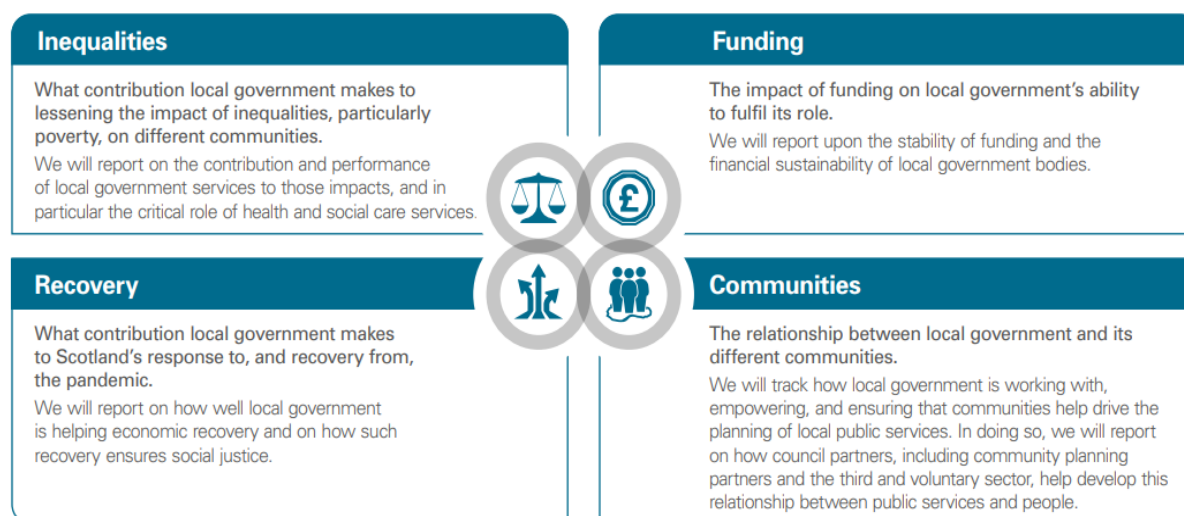 Inequalities
What contribution local government makes to
lessening the impact of inequalities, particularly
poverty, on different communities.
We will report on the contribution and performance
of local government services to those impacts, and in
particular the critical role of health and social care services.
Funding
The impact of funding on local government's ability
to fulfil its role.
We will report upon the stability of funding and the
financial sustainability of local government bodies.
£
Recovery
What contribution local government makes
to Scotland's response to, and recovery from,
the pandemic.
We will report on how well local government
is helping economic recovery and on how such
recovery ensures social justice.
Communities
The relationship between local government and its
different communities.
We will track how local government is working with,
empowering, and ensuring that communities help drive the
planning of local public services. In doing so, we will report
on how council partners, including community planning
partners and the third and voluntary sector, help develop this
relationship between public services and people.